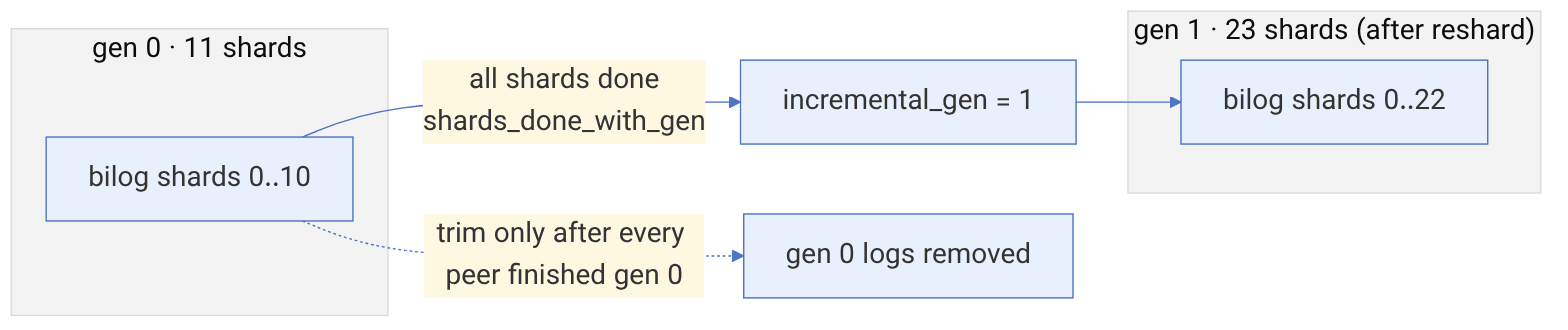 gen 0 · 11 shards
bilog shards 0..10
all shards done
shards_done_with_gen
incremental_gen = 1
gen 1 · 23 shards (after reshard)
bilog shards 0..22
trim only after every
peer finished gen 0
gen 0 logs removed